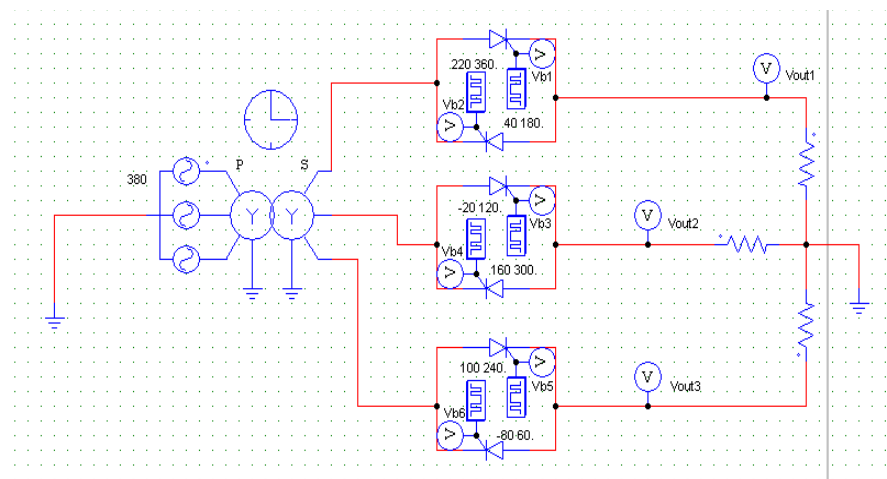 V
Vout1
220 360.
V
Vb1
Vb2
V
40 180.
P
S
380
Y
Y
-20 120.
V
Vb3
V
Vout2
Vb4
V
160 300.
100 240.
V
Vb5
V
Vout3
Vb6
V
-80 60.